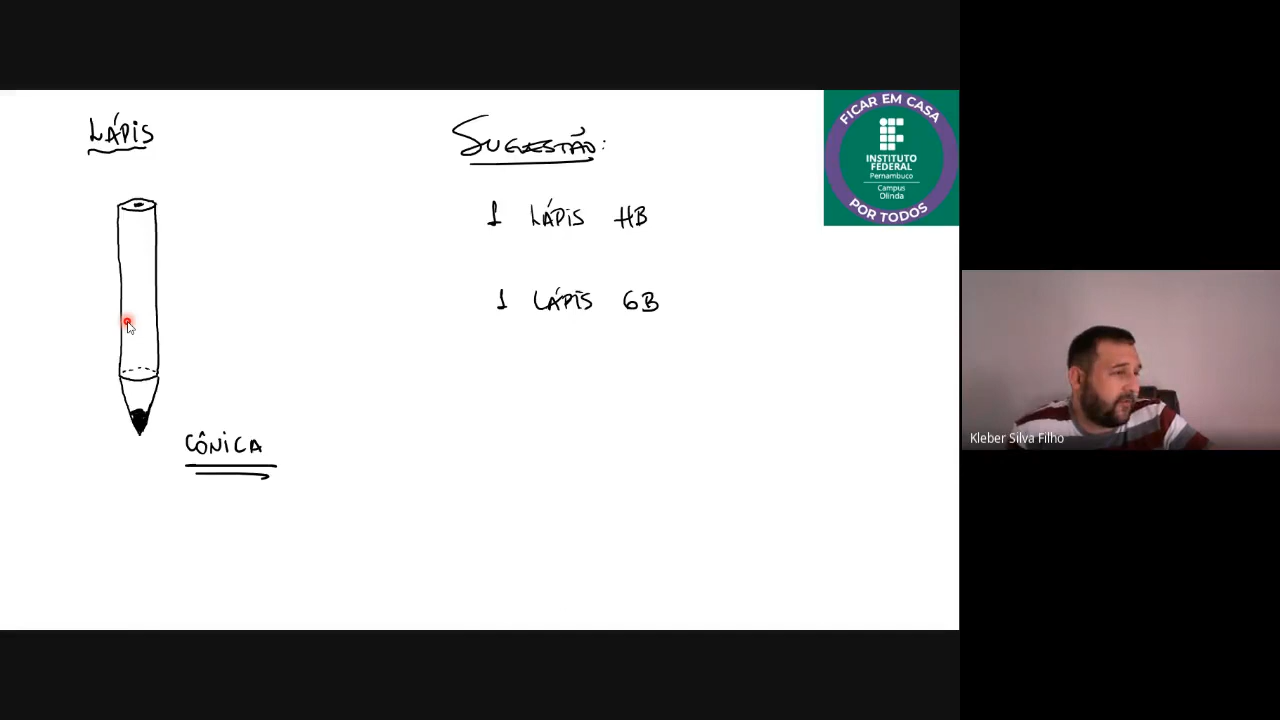 LÁPIS
SUGESTÃO:
1 LÁPIS HB
1 LÁPIS 6B
CÔNICA
FICAR EM CASA
INSTITUTO
FEDERAL
Pernambuco
Campus
Olinda
POR TODOS
Kleber Silva Filho